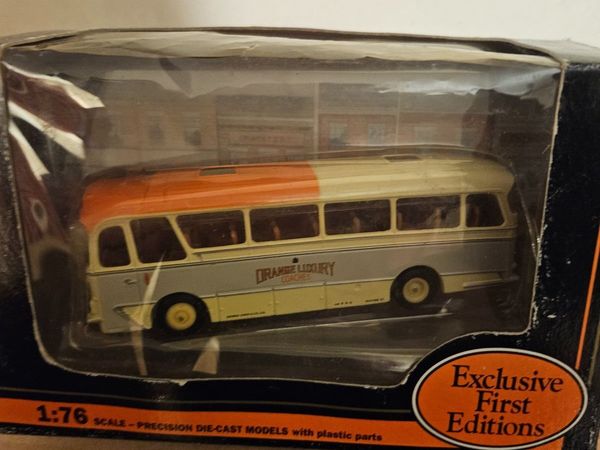 ORANGE LUXURY
COACHES
Exclusive
First
Editions
1:76 SCALE – PRECISION DIE-CAST MODELS with plastic parts